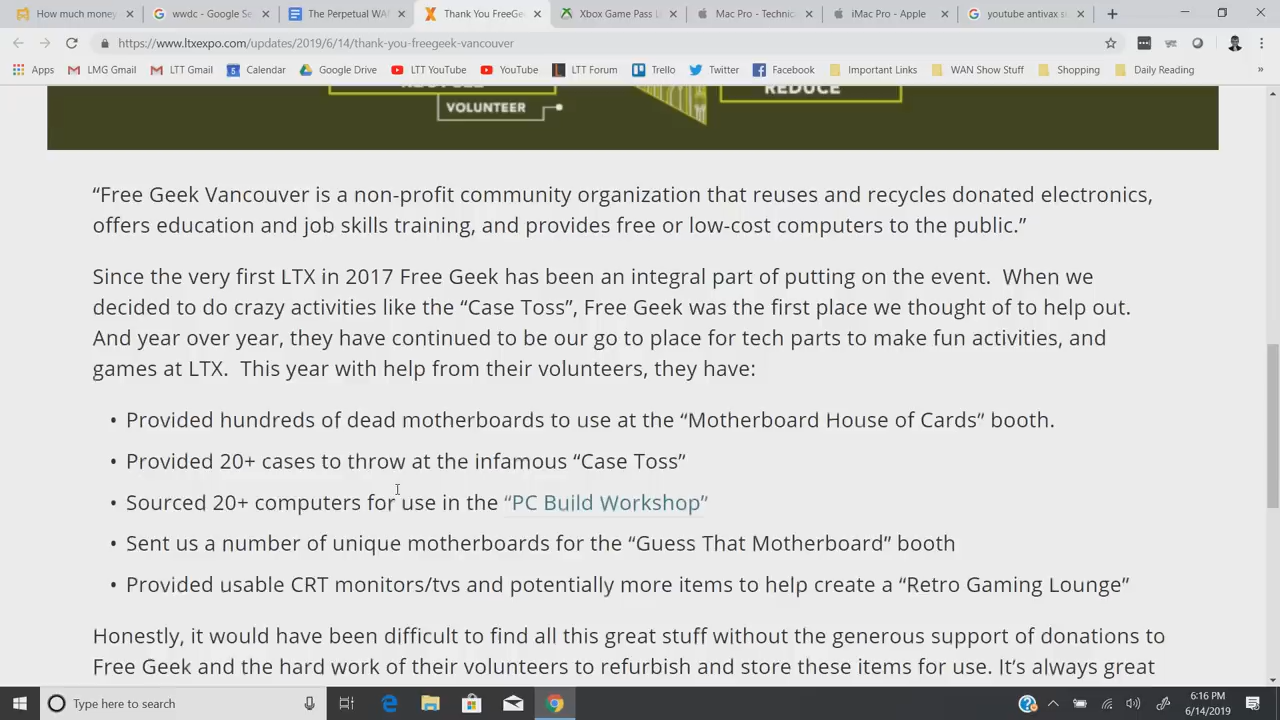 How much money
wwdc - Google Se
The Perpetual WA
Thank You FreeGe
Xbox Game Pass L
Mac Pro - Technic
iMac Pro - Apple
youtube antivax s
https://www.ltxexpo.com/updates/2019/6/14/thank-you-freegeek-vancouver
Apps LMG Gmail LTT Gmail Calendar Google Drive LTT YouTube YouTube LTT Forum Trello Twitter Facebook Important Links WAN Show Stuff Shopping Daily Reading »
RECYCLE
REDUCE
VOLUNTEER
“Free Geek Vancouver is a non-profit community organization that reuses and recycles donated electronics,
offers education and job skills training, and provides free or low-cost computers to the public.”
Since the very first LTX in 2017 Free Geek has been an integral part of putting on the event. When we
decided to do crazy activities like the “Case Toss”, Free Geek was the first place we thought of to help out.
And year over year, they have continued to be our go to place for tech parts to make fun activities, and
games at LTX. This year with help from their volunteers, they have:
• Provided hundreds of dead motherboards to use at the “Motherboard House of Cards” booth.
• Provided 20+ cases to throw at the infamous “Case Toss”
• Sourced 20+ computers for use in the “PC Build Workshop”
• Sent us a number of unique motherboards for the “Guess That Motherboard” booth
• Provided usable CRT monitors/tvs and potentially more items to help create a “Retro Gaming Lounge”
Honestly, it would have been difficult to find all this great stuff without the generous support of donations to
Free Geek and the hard work of their volunteers to refurbish and store these items for use. It’s always great
Type here to search
6:16 PM
6/14/2019